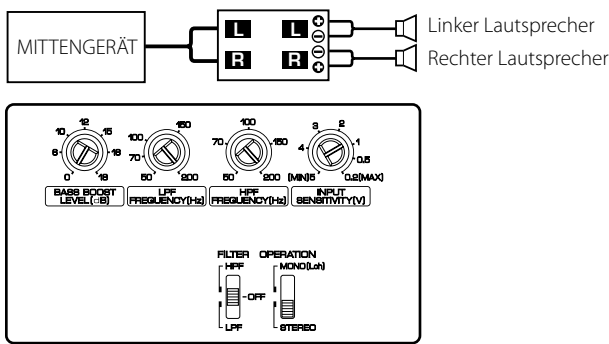 MITTENGERÄT
L
R
L
R
+
−
−
+
Linker Lautsprecher
Rechter Lautsprecher
12
10 15
6 16
0 18
BASS BOOST
LEVEL(dB)
150
100
70
50 200
LPF
FREQUENCY(Hz)
100
70 150
50 200
HPF
FREQUENCY(Hz)
3 2
4 1
0.5
(MIN)5 0.2(MAX)
INPUT
SENSITIVITY(V)
FILTER OPERATION
HPF MONO(Lch)
OFF
LPF STEREO